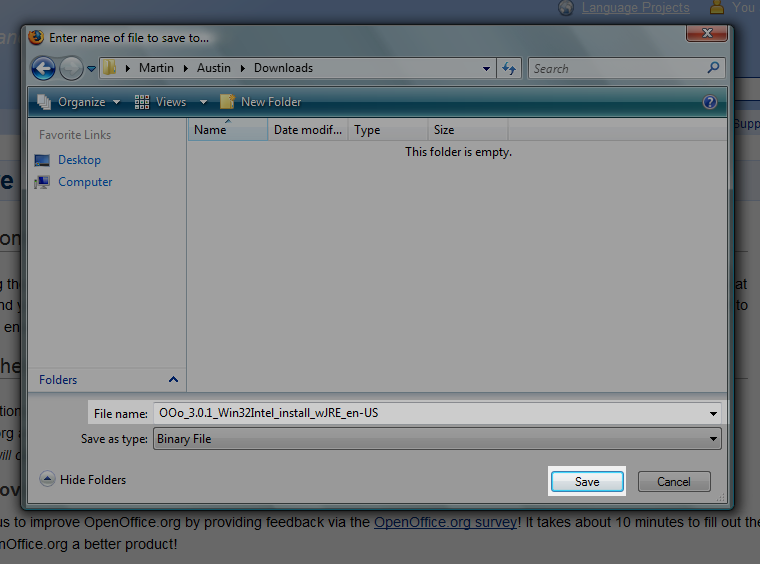 Language Projects You
Enter name of file to save to...
Martin Austin Downloads
Search
Organize Views New Folder
?
Supp
Favorite Links
Name Date modif... Type Size
This folder is empty.
Desktop
Computer
Folders
File name: OOo_3.0.1_Win32Intel_install_wJRE_en-US
Save as type: Binary File
Hide Folders
Save Cancel
us to improve OpenOffice.org by providing feedback via the OpenOffice.org survey! It takes about 10 minutes to fill out the
nOffice.org a better product!